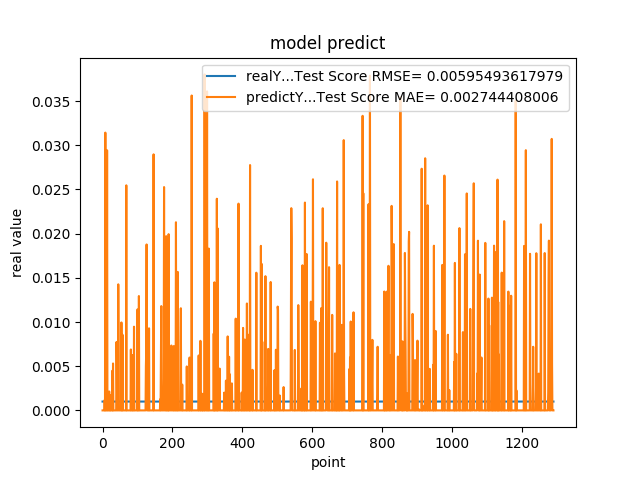 model predict
realY...Test Score RMSE= 0.00595493617979
predictY...Test Score MAE= 0.002744408006
0.035
0.030
0.025
0.020
0.015
0.010
0.005
0.000
real value
0 200 400 600 800 1000 1200
point